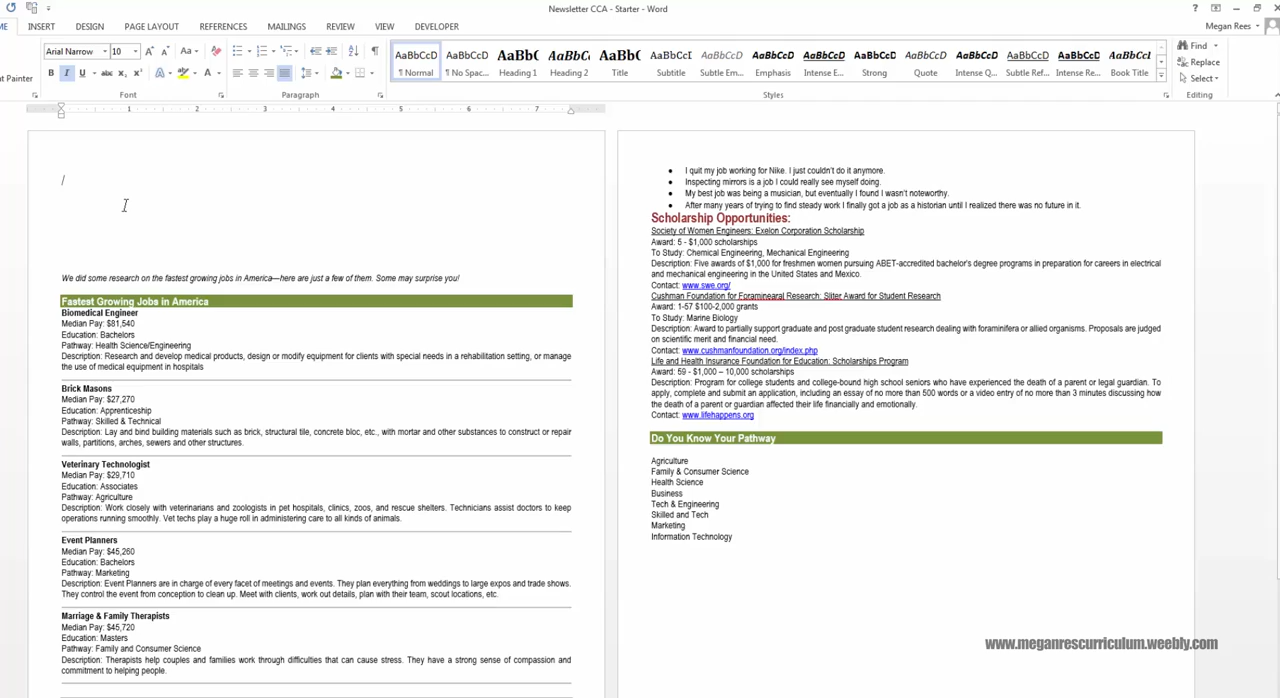 Newsletter CCA - Starter - Word
ME INSERT DESIGN PAGE LAYOUT REFERENCES MAILINGS REVIEW VIEW DEVELOPER
Megan Rees
Arial Narrow 10
Painter
Font Paragraph Styles Editing
¶ Normal ¶ No Spac... Heading 1 Heading 2 Title Subtitle Subtle Em... Emphasis Intense E... Strong Quote Intense Q... Subtle Ref... Intense Re... Book Title
Find
Replace
Select
We did some research on the fastest growing jobs in America—here are just a few of them. Some may surprise you!
Fastest Growing Jobs in America
Biomedical Engineer
Median Pay: $81,540
Education: Bachelors
Pathway: Health Science/Engineering
Description: Research and develop medical products, design or modify equipment for clients with special needs in a rehabilitation setting, or manage
the use of medical equipment in hospitals
Brick Masons
Median Pay: $27,270
Education: Apprenticeship
Pathway: Skilled & Technical
Description: Lay and bind building materials such as brick, structural tile, concrete bloc, etc., with mortar and other substances to construct or repair
walls, partitions, arches, sewers and other structures.
Veterinary Technologist
Median Pay: $29,710
Education: Associates
Pathway: Agriculture
Description: Work closely with veterinarians and zoologists in pet hospitals, clinics, zoos, and rescue shelters. Technicians assist doctors to keep
operations running smoothly. Vet techs play a huge roll in administering care to all kinds of animals.
Event Planners
Median Pay: $45,260
Education: Bachelors
Pathway: Marketing
Description: Event Planners are in charge of every facet of meetings and events. They plan everything from weddings to large expos and trade shows.
They control the event from conception to clean up. Meet with clients, work out details, plan with their team, scout locations, etc.
Marriage & Family Therapists
Median Pay: $45,720
Education: Masters
Pathway: Family and Consumer Science
Description: Therapists help couples and families work through difficulties that can cause stress. They have a strong sense of compassion and
commitment to helping people.
• I quit my job working for Nike. I just couldn't do it anymore.
• Inspecting mirrors is a job I could really see myself doing.
• My best job was being a musician, but eventually I found I wasn't noteworthy.
• After many years of trying to find steady work I finally got a job as a historian until I realized there was no future in it.
Scholarship Opportunities:
Society of Women Engineers: Exelon Corporation Scholarship
Award: 5 - $1,000 scholarships
To Study: Chemical Engineering, Mechanical Engineering
Description: Five awards of $1,000 for freshmen women pursuing ABET-accredited bachelor's degree programs in preparation for careers in electrical
and mechanical engineering in the United States and Mexico.
Contact: www.swe.org/
Cushman Foundation for Foraminearal Research: Sliter Award for Student Research
Award: 1-57 $100-2,000 grants
To Study: Marine Biology
Description: Award to partially support graduate and post graduate student research dealing with foraminifera or allied organisms. Proposals are judged
on scientific merit and financial need.
Contact: www.cushmanfoundation.org/index.php
Life and Health Insurance Foundation for Education: Scholarships Program
Award: 59 - $1,000 – 10,000 scholarships
Description: Program for college students and college-bound high school seniors who have experienced the death of a parent or legal guardian. To
apply, complete and submit an application, including an essay of no more than 500 words or a video entry of no more than 3 minutes discussing how
the death of a parent or guardian affected their life financially and emotionally.
Contact: www.lifehappens.org
Do You Know Your Pathway
Agriculture
Family & Consumer Science
Health Science
Business
Tech & Engineering
Skilled and Tech
Marketing
Information Technology
www.meganrescurriculum.weebly.com